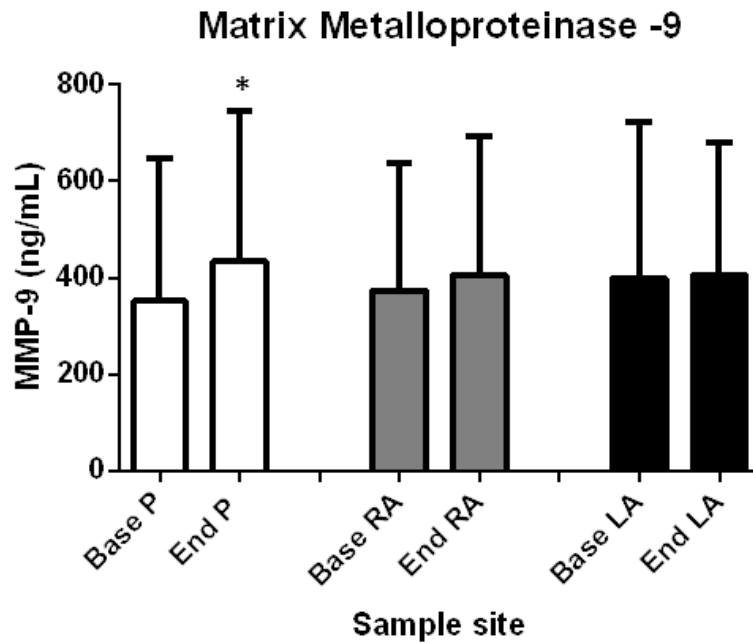 Matrix Metalloproteinase -9
MMP-9 (ng/mL)
800
600
400
200
0
*
Base P
End P
Base RA
End RA
Base LA
End LA
Sample site